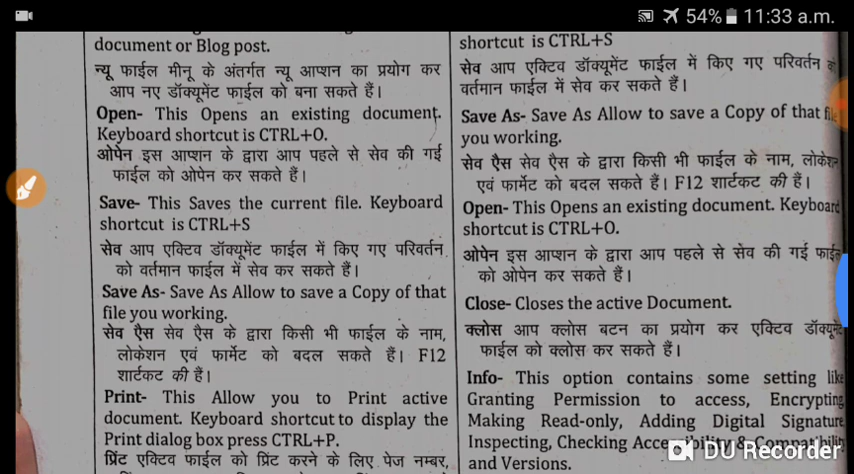 54% 11:33 a.m.
document or Blog post.
न्यू फाईल मीनू के अंतर्गत न्यू आप्शन का प्रयोग कर
आप नए डॉक्यूमेंट फाईल को बना सकते हैं।
Open- This Opens an existing document.
Keyboard shortcut is CTRL+O.
ओपेन इस आप्शन के द्वारा आप पहले से सेव की गई
फाईल को ओपेन कर सकते हैं।
Save- This Saves the current file. Keyboard
shortcut is CTRL+S
सेव आप एक्टिव डॉक्यूमेंट फाईल में किए गए परिवर्तन
को वर्तमान फाईल में सेव कर सकते हैं।
Save As- Save As Allow to save a Copy of that
file you working.
सेव ऐस सेव ऐस के द्वारा किसी भी फाईल के नाम,
लोकेशन एवं फार्मेट को बदल सकते हैं। F12
शार्टकट की हैं।
Print- This Allow you to Print active
document. Keyboard shortcut to display the
Print dialog box press CTRL+P.
प्रिंट एक्टिव फाईल को प्रिंट करने के लिए पेज नम्बर,
shortcut is CTRL+S
सेव आप एक्टिव डॉक्यूमेंट फाईल में किए गए परिवर्तन को
वर्तमान फाईल में सेव कर सकते हैं।
Save As- Save As Allow to save a Copy of that file
you working.
सेव ऐस सेव ऐस के द्वारा किसी भी फाईल के नाम, लोकेशन
एवं फार्मेट को बदल सकते हैं। F12 शार्टकट की हैं।
Open- This Opens an existing document. Keyboard
shortcut is CTRL+O.
ओपेन इस आप्शन के द्वारा आप पहले से सेव की गई फाईल
को ओपेन कर सकते हैं।
Close- Closes the active Document.
क्लोस आप क्लोस बटन का प्रयोग कर एक्टिव डॉक्यूमेंट
फाईल को क्लोस कर सकते हैं।
Info- This option contains some setting like
Granting Permission to access, Encrypting
Making Read-only, Adding Digital Signature
Inspecting, Checking Accessibility & Compatibility
and Versions.
DU Recorder